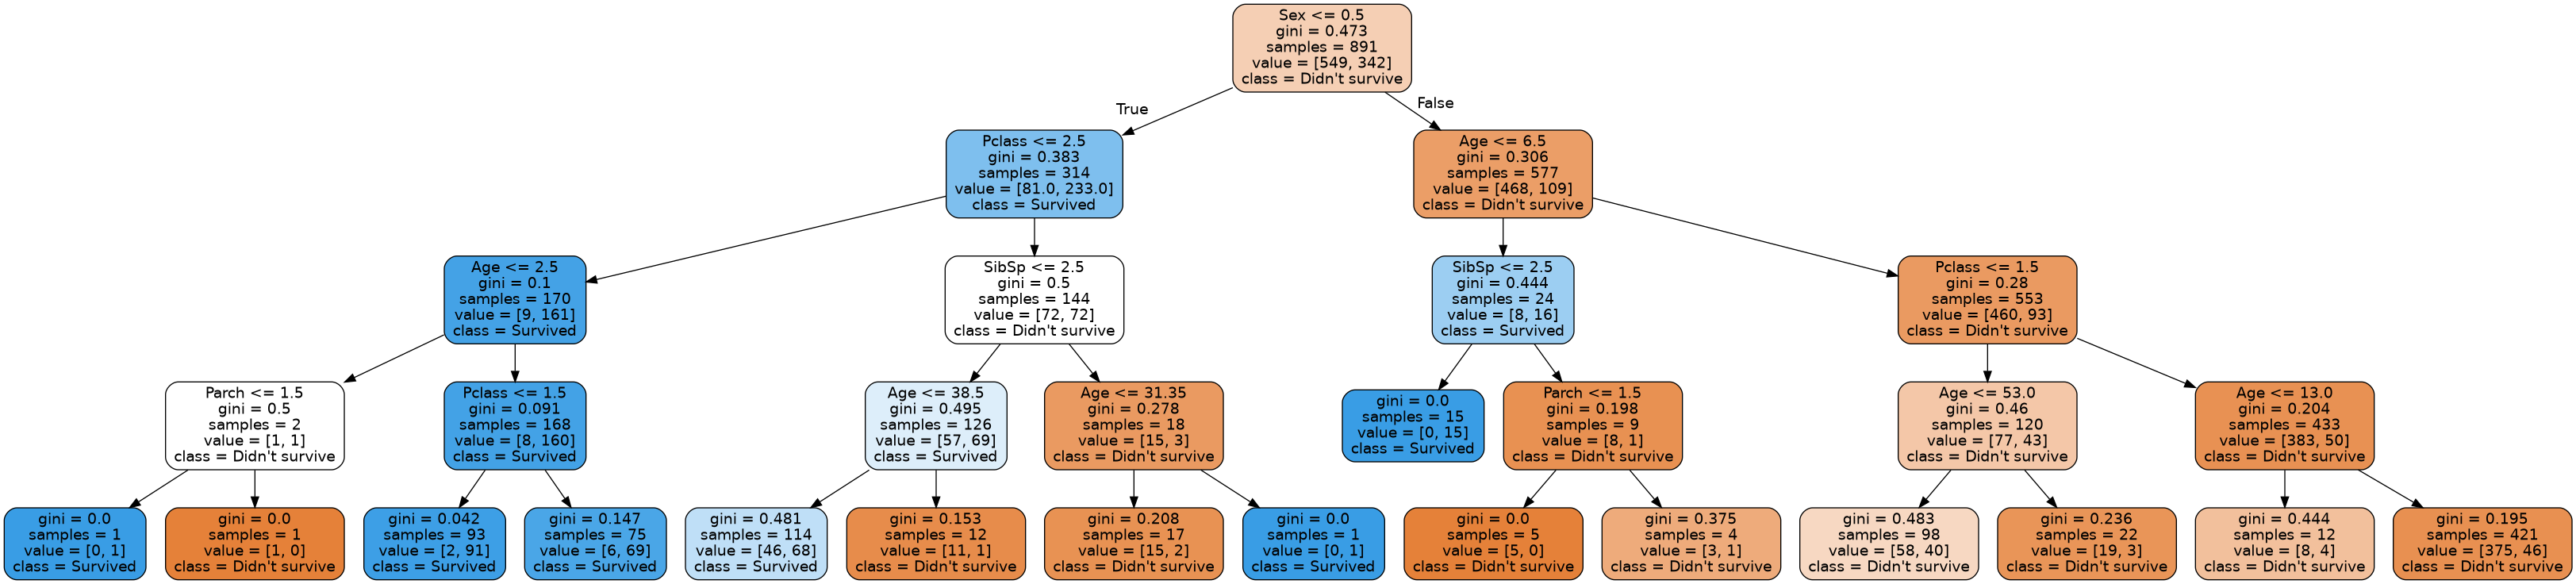 Sex <= 0.5
gini = 0.473
samples = 891
value = [549, 342]
class = Didn't survive
True
False
Pclass <= 2.5
gini = 0.383
samples = 314
value = [81.0, 233.0]
class = Survived
Age <= 6.5
gini = 0.306
samples = 577
value = [468, 109]
class = Didn't survive
Age <= 2.5
gini = 0.1
samples = 170
value = [9, 161]
class = Survived
SibSp <= 2.5
gini = 0.5
samples = 144
value = [72, 72]
class = Didn't survive
SibSp <= 2.5
gini = 0.444
samples = 24
value = [8, 16]
class = Survived
Pclass <= 1.5
gini = 0.28
samples = 553
value = [460, 93]
class = Didn't survive
Parch <= 1.5
gini = 0.5
samples = 2
value = [1, 1]
class = Didn't survive
Pclass <= 1.5
gini = 0.091
samples = 168
value = [8, 160]
class = Survived
Age <= 38.5
gini = 0.495
samples = 126
value = [57, 69]
class = Survived
Age <= 31.35
gini = 0.278
samples = 18
value = [15, 3]
class = Didn't survive
gini = 0.0
samples = 15
value = [0, 15]
class = Survived
Parch <= 1.5
gini = 0.198
samples = 9
value = [8, 1]
class = Didn't survive
Age <= 53.0
gini = 0.46
samples = 120
value = [77, 43]
class = Didn't survive
Age <= 13.0
gini = 0.204
samples = 433
value = [383, 50]
class = Didn't survive
gini = 0.0
samples = 1
value = [0, 1]
class = Survived
gini = 0.0
samples = 1
value = [1, 0]
class = Didn't survive
gini = 0.042
samples = 93
value = [2, 91]
class = Survived
gini = 0.147
samples = 75
value = [6, 69]
class = Survived
gini = 0.481
samples = 114
value = [46, 68]
class = Survived
gini = 0.153
samples = 12
value = [11, 1]
class = Didn't survive
gini = 0.208
samples = 17
value = [15, 2]
class = Didn't survive
gini = 0.0
samples = 1
value = [0, 1]
class = Survived
gini = 0.0
samples = 5
value = [5, 0]
class = Didn't survive
gini = 0.375
samples = 4
value = [3, 1]
class = Didn't survive
gini = 0.483
samples = 98
value = [58, 40]
class = Didn't survive
gini = 0.236
samples = 22
value = [19, 3]
class = Didn't survive
gini = 0.444
samples = 12
value = [8, 4]
class = Didn't survive
gini = 0.195
samples = 421
value = [375, 46]
class = Didn't survive